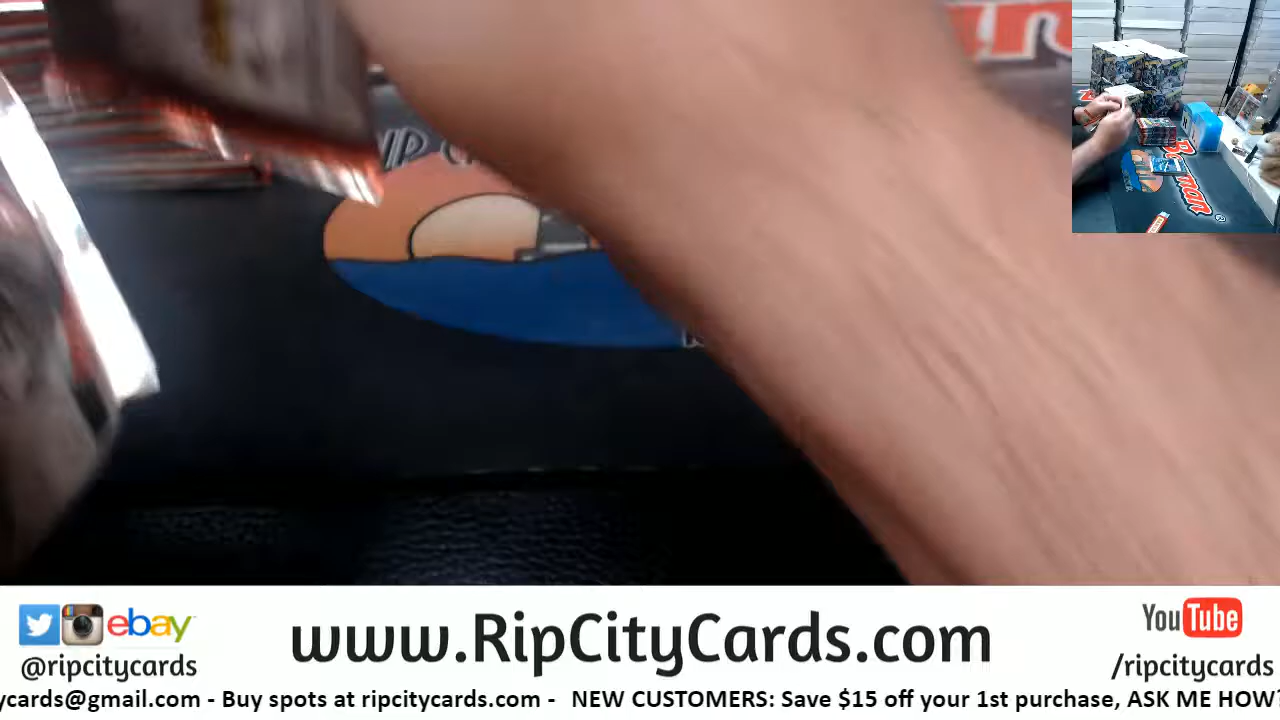 Bowman
ebay
www.RipCityCards.com
YouTube
@ripcitycards
/ripcitycards
ycards@gmail.com - Buy spots at ripcitycards.com - NEW CUSTOMERS: Save $15 off your 1st purchase, ASK ME HOW?